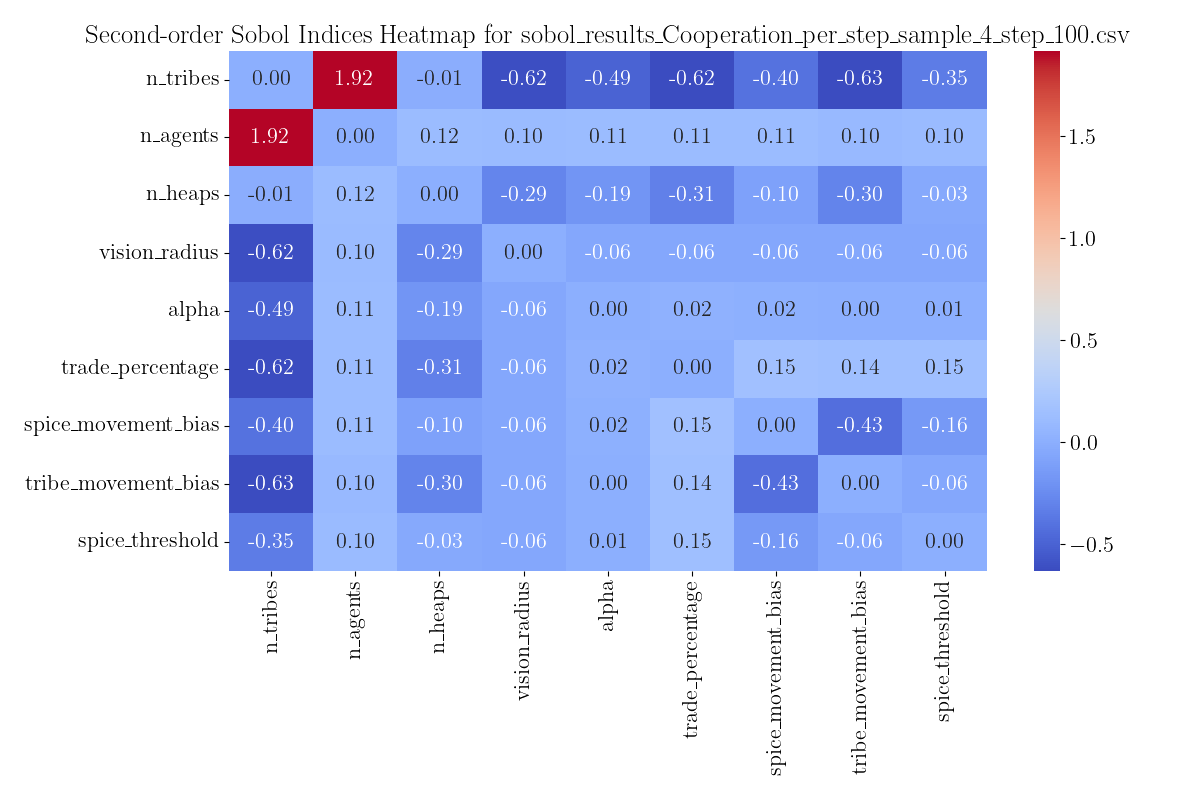 Second-order Sobol Indices Heatmap for sobol_results_Cooperation_per_step_sample_4_step_100.csv
n_tribes 0.00 1.92 -0.01 -0.62 -0.49 -0.62 -0.40 -0.63 -0.35
n_agents 1.92 0.00 0.12 0.10 0.11 0.11 0.11 0.10 0.10
n_heaps -0.01 0.12 0.00 -0.29 -0.19 -0.31 -0.10 -0.30 -0.03
vision_radius -0.62 0.10 -0.29 0.00 -0.06 -0.06 -0.06 -0.06 -0.06
alpha -0.49 0.11 -0.19 -0.06 0.00 0.02 0.02 0.00 0.01
trade_percentage -0.62 0.11 -0.31 -0.06 0.02 0.00 0.15 0.14 0.15
spice_movement_bias -0.40 0.11 -0.10 -0.06 0.02 0.15 0.00 -0.43 -0.16
tribe_movement_bias -0.63 0.10 -0.30 -0.06 0.00 0.14 -0.43 0.00 -0.06
spice_threshold -0.35 0.10 -0.03 -0.06 0.01 0.15 -0.16 -0.06 0.00
n_tribes
n_agents
n_heaps
vision_radius
alpha
trade_percentage
spice_movement_bias
tribe_movement_bias
spice_threshold
1.5
1.0
0.5
0.0
−0.5